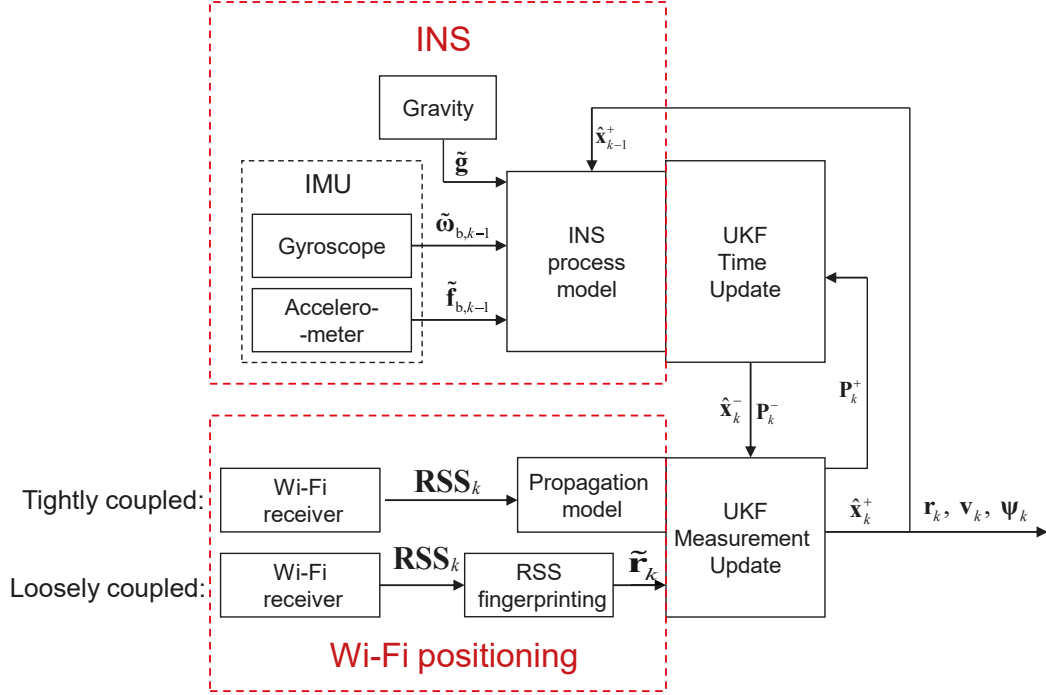 INS
Gravity
x̂⁺ₖ₋₁
g̃
IMU
Gyroscope
ω̃b,k−1
INS
process
model
UKF
Time
Update
Accelero-
-meter
f̃b,k−1
x̂ₖ⁻
Pₖ⁻
Pₖ⁺
Tightly coupled:
Wi-Fi
receiver
RSSₖ
Propagation
model
UKF
Measurement
Update
x̂ₖ⁺
rₖ, vₖ, ψₖ
Loosely coupled:
Wi-Fi
receiver
RSSₖ
RSS
fingerprinting
r̃ₖ
Wi-Fi positioning